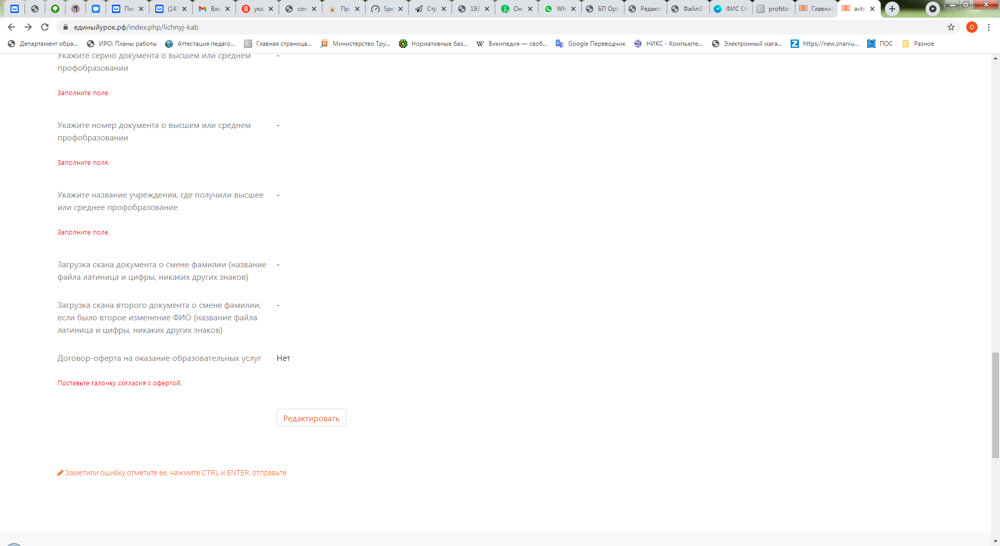 Пис
(14)
Вхо
ука
cov
При
Spe
Стр
193
Он
Wh
БП Орг
Редакти
Файл:0
ФИС О
profstan
Главная
avto
единыйурок.рф/index.php/lichnyj-kab
О
Департамент обра...
ИРО: Планы работы
Аттестация педаго...
Главная страница...
Министерство Тру...
Нормативные баз...
Википедия — своб...
Google Переводчик
НИКС - Компьюте...
Электронный мага...
https://new.znaniu...
ПОС
Разное
Укажите серию документа о высшем или среднем -
профобразовании
Заполните поле.
Укажите номер документа о высшем или среднем -
профобразовании
Заполните поля.
Укажите название учреждения, где получили высшее -
или среднее профобразование
Заполните поле.
Загрузка скана документа о смене фамилии (название -
файла латиница и цифры, никаких других знаков)
Загрузка скана второго документа о смене фамилии, -
если было второе изменение ФИО (название файла
латиница и цифры, никаких других знаков)
Договор-оферта на оказание образовательных услуг Нет
Поставьте галочку согласия с офертой.
Редактировать
Заметили ошибку:отметьте ее, нажмите CTRL и ENTER, отправьте